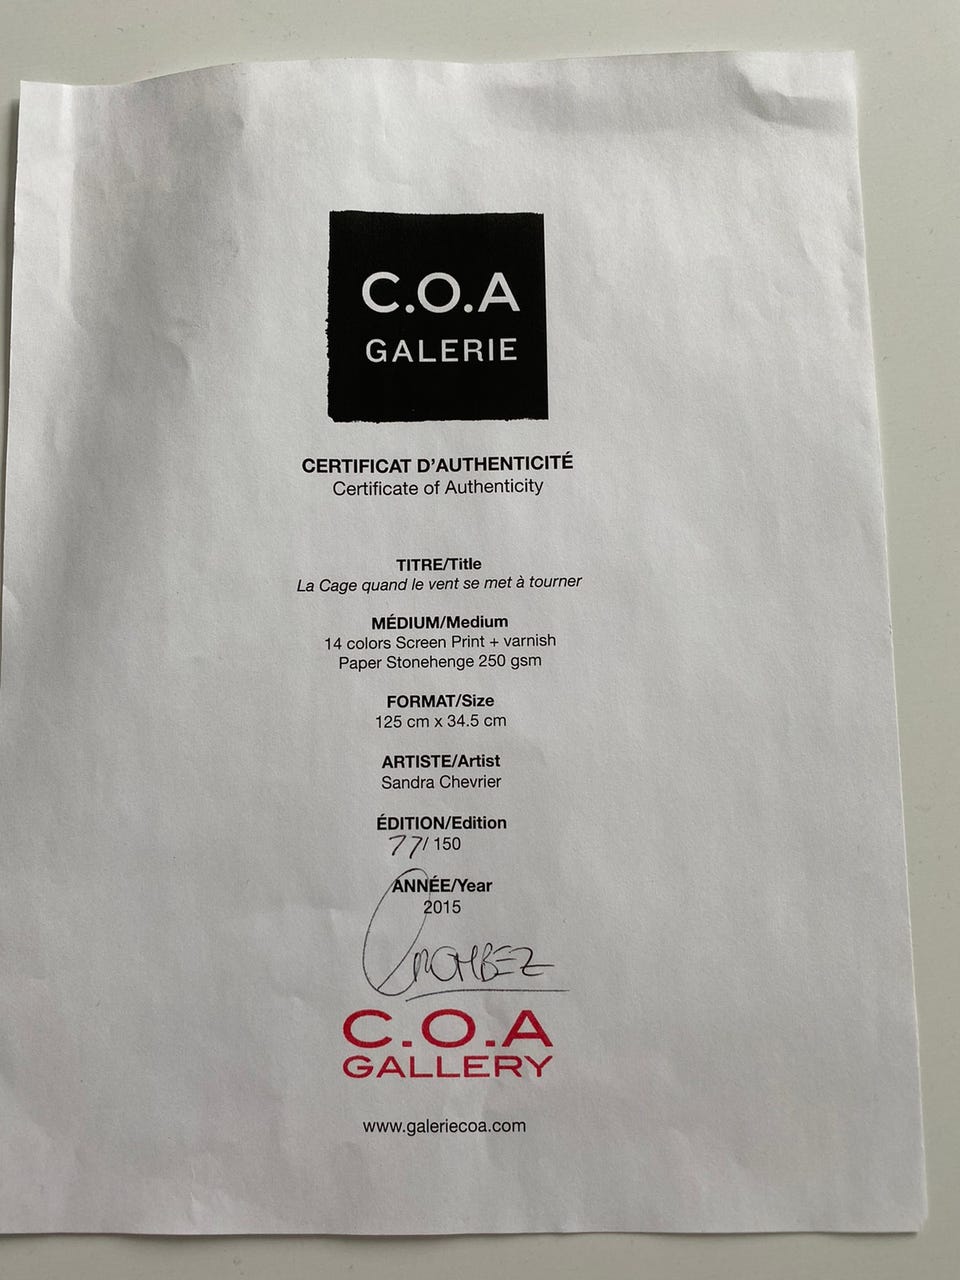 C.O.A
GALERIE
CERTIFICAT D'AUTHENTICITÉ
Certificate of Authenticity
TITRE/Title
La Cage quand le vent se met à tourner
MÉDIUM/Medium
14 colors Screen Print + varnish
Paper Stonehenge 250 gsm
FORMAT/Size
125 cm x 34.5 cm
ARTISTE/Artist
Sandra Chevrier
ÉDITION/Edition
77/ 150
ANNÉE/Year
2015
C.O.A
GALLERY
www.galeriecoa.com